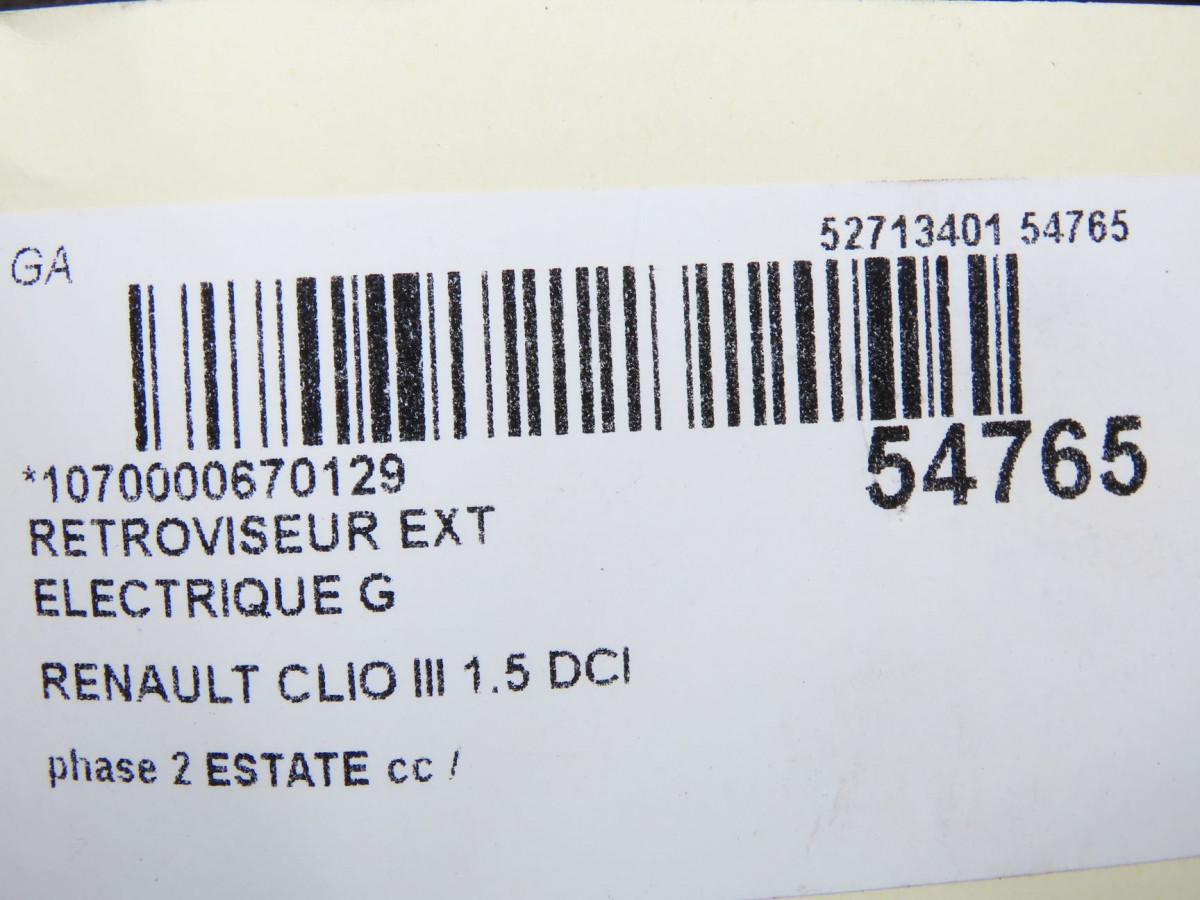 52713401 54765
GA
54765
*1070000670129
RETROVISEUR EXT
ELECTRIQUE G
RENAULT CLIO III 1.5 DCI
phase 2 ESTATE cc /